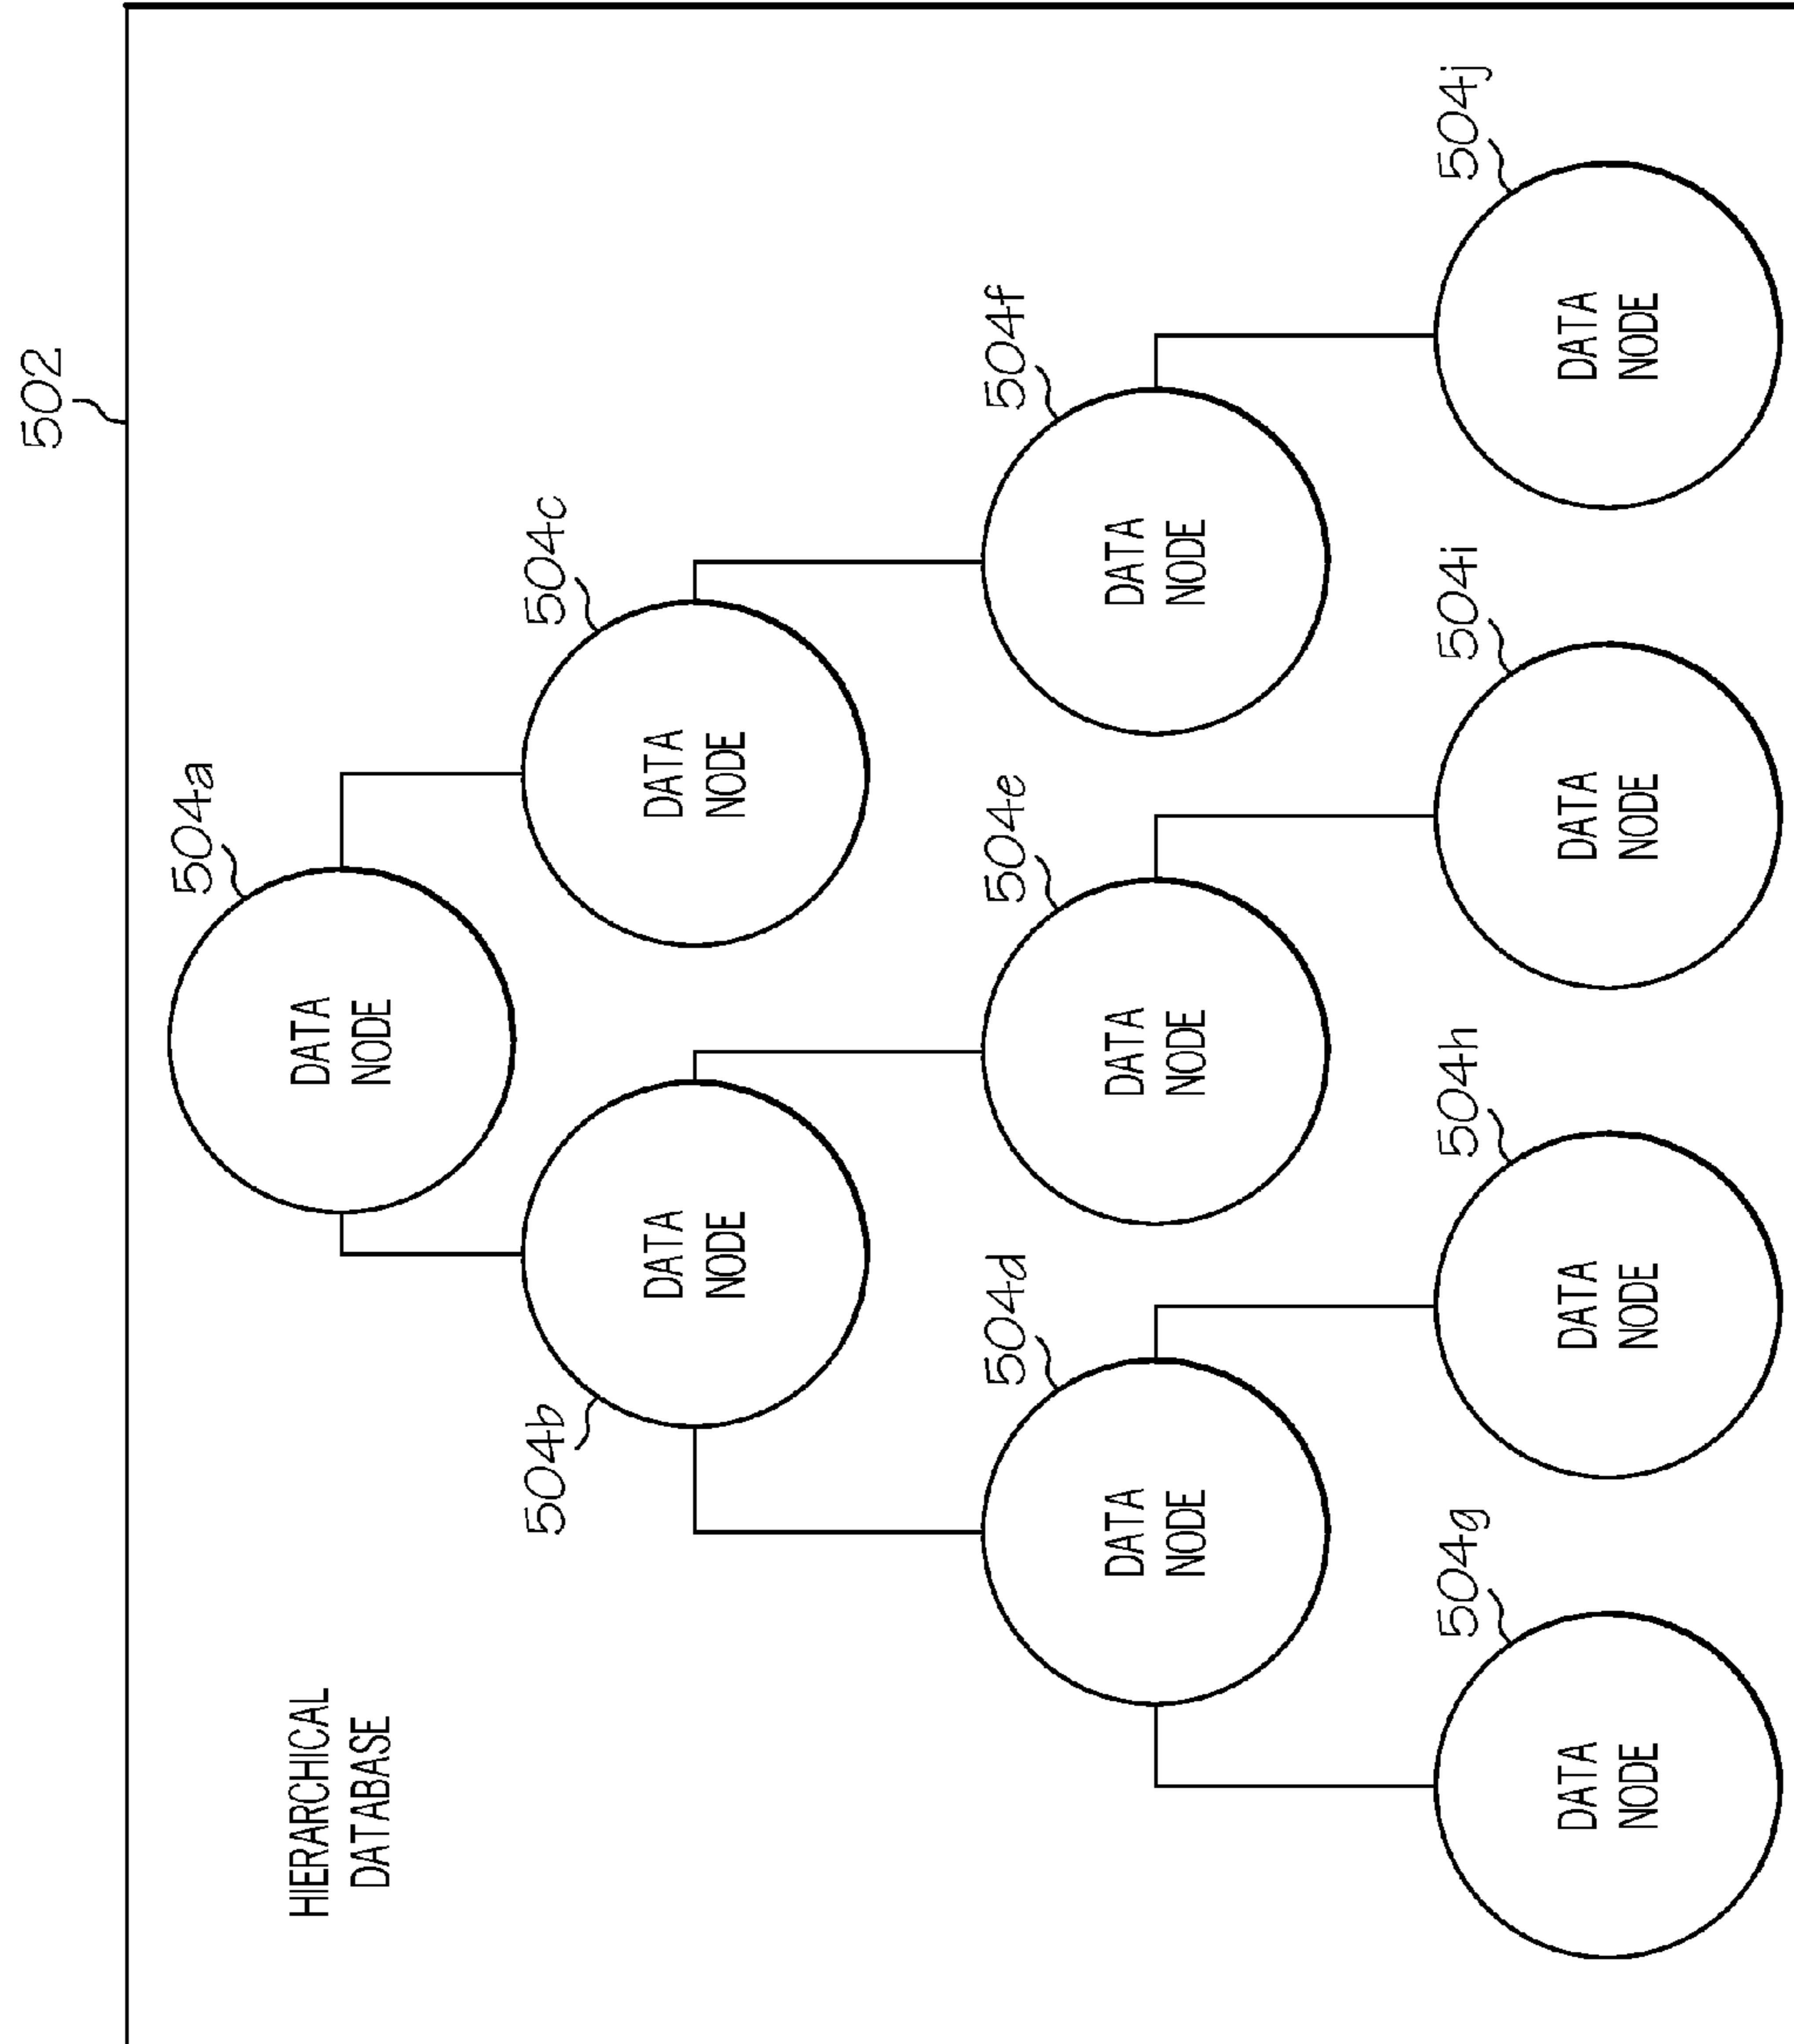 502
HIERARCHICAL
DATABASE
504a
DATA
NODE
504b
DATA
NODE
504c
DATA
NODE
504d
DATA
NODE
504e
DATA
NODE
504f
DATA
NODE
504g
DATA
NODE
504h
DATA
NODE
504i
DATA
NODE
504j
DATA
NODE